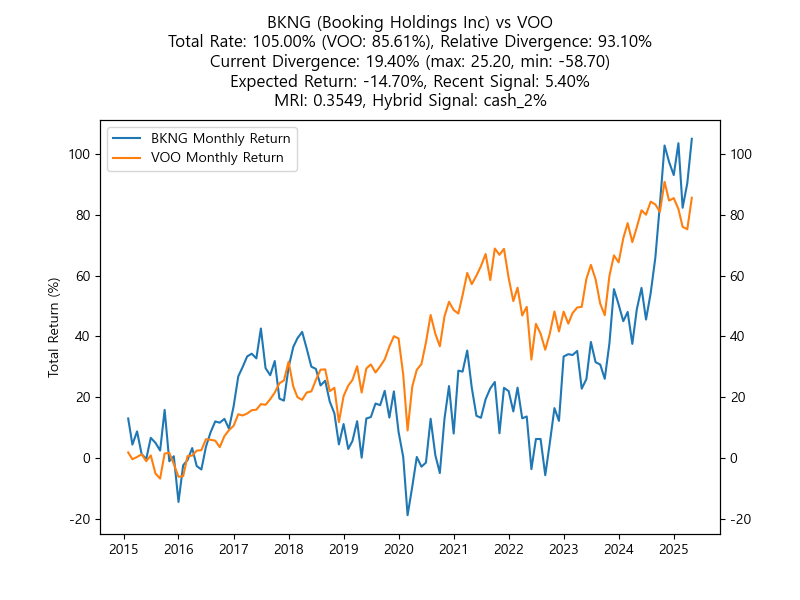 BKNG (Booking Holdings Inc) vs VOO
Total Rate: 105.00% (VOO: 85.61%), Relative Divergence: 93.10%
Current Divergence: 19.40% (max: 25.20, min: -58.70)
Expected Return: -14.70%, Recent Signal: 5.40%
MRI: 0.3549, Hybrid Signal: cash_2%
BKNG Monthly Return
VOO Monthly Return
Total Return (%)
100
80
60
40
20
0
-20
100
80
60
40
20
0
-20
2015 2016 2017 2018 2019 2020 2021 2022 2023 2024 2025